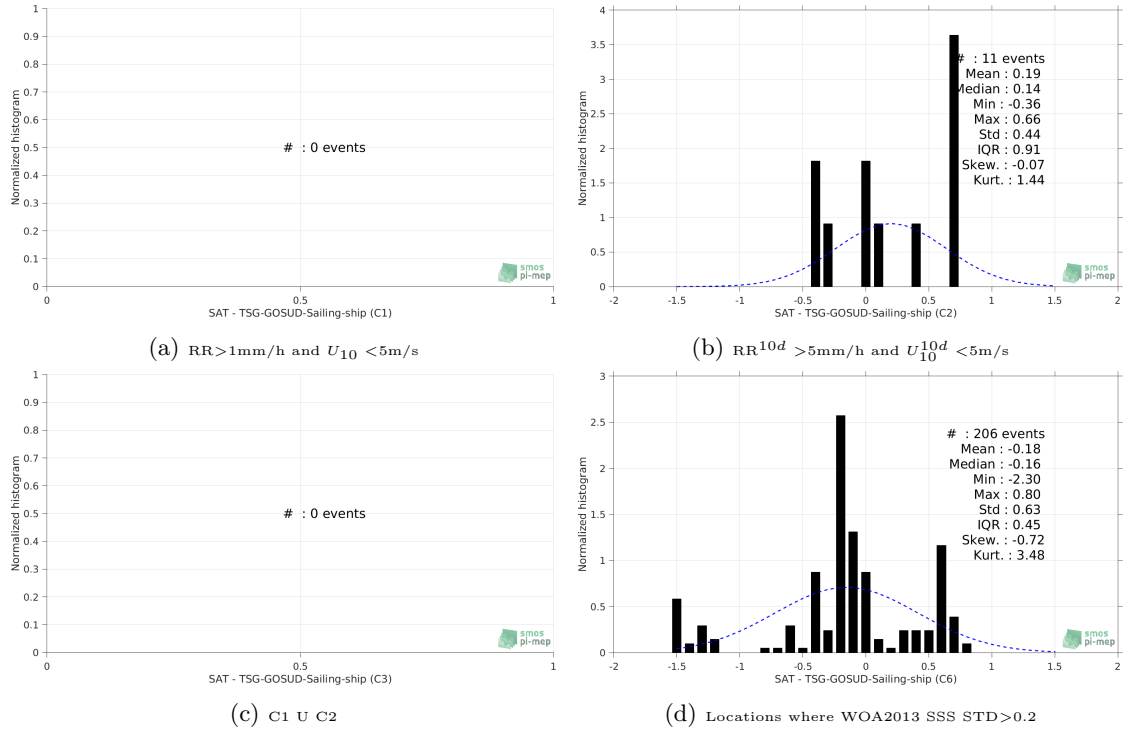 1
0.9
0.8
0.7
0.6
0.5
0.4
0.3
0.2
0.1
0
Normalized histogram
# : 0 events
smos
pi-mep
0 0.5 1
SAT - TSG-GOSUD-Sailing-ship (C1)
(a) RR>1mm/h and U10 <5m/s
4
3.5
3
2.5
2
1.5
1
0.5
0
Normalized histogram
# : 11 events
Mean : 0.19
Median : 0.14
Min : -0.36
Max : 0.66
Std : 0.44
IQR : 0.91
Skew. : -0.07
Kurt. : 1.44
smos
pi-mep
-2 -1.5 -1 -0.5 0 0.5 1 1.5 2
SAT - TSG-GOSUD-Sailing-ship (C2)
(b) RR^10d >5mm/h and U10^10d <5m/s
1
0.9
0.8
0.7
0.6
0.5
0.4
0.3
0.2
0.1
0
Normalized histogram
# : 0 events
smos
pi-mep
0 0.5 1
SAT - TSG-GOSUD-Sailing-ship (C3)
(c) C1 U C2
3
2.5
2
1.5
1
0.5
0
Normalized histogram
# : 206 events
Mean : -0.18
Median : -0.16
Min : -2.30
Max : 0.80
Std : 0.63
IQR : 0.45
Skew. : -0.72
Kurt. : 3.48
smos
pi-mep
-2 -1.5 -1 -0.5 0 0.5 1 1.5 2
SAT - TSG-GOSUD-Sailing-ship (C6)
(d) Locations where WOA2013 SSS STD>0.2